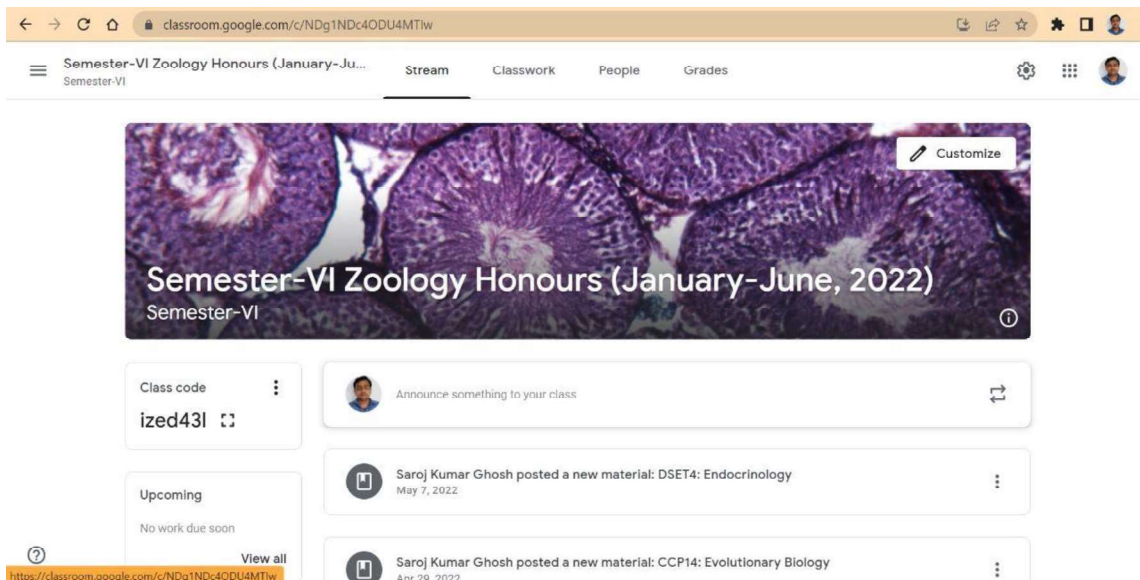 classroom.google.com/c/NDg1NDc4ODU4MTIw
Semester-VI Zoology Honours (January-Ju...
Semester-VI
Stream
Classwork
People
Grades
Customize
Semester-VI Zoology Honours (January-June, 2022)
Semester-VI
Class code
ized43l
Announce something to your class
Saroj Kumar Ghosh posted a new material: DSET4: Endocrinology
May 7, 2022
Upcoming
No work due soon
View all
Saroj Kumar Ghosh posted a new material: CCP14: Evolutionary Biology
Apr 29, 2022
https://classroom.google.com/c/NDg1NDc4ODU4MTIw